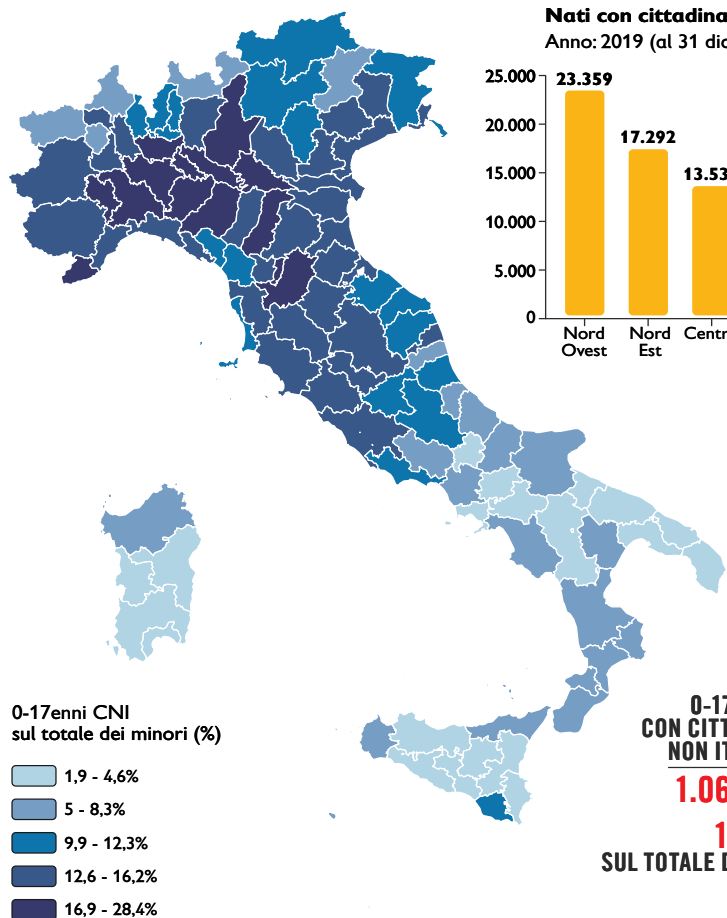 Nati con cittadina
Anno: 2019 (al 31 dic
25.000
20.000
15.000
10.000
5.000
0
23.359
17.292
13.53
Nord
Ovest
Nord
Est
Centr
0-17enni CNI
sul totale dei minori (%)
1,9 - 4,6%
5 - 8,3%
9,9 - 12,3%
12,6 - 16,2%
16,9 - 28,4%
0-17
CON CITT
NON IT
1.06
1
SUL TOTALE D